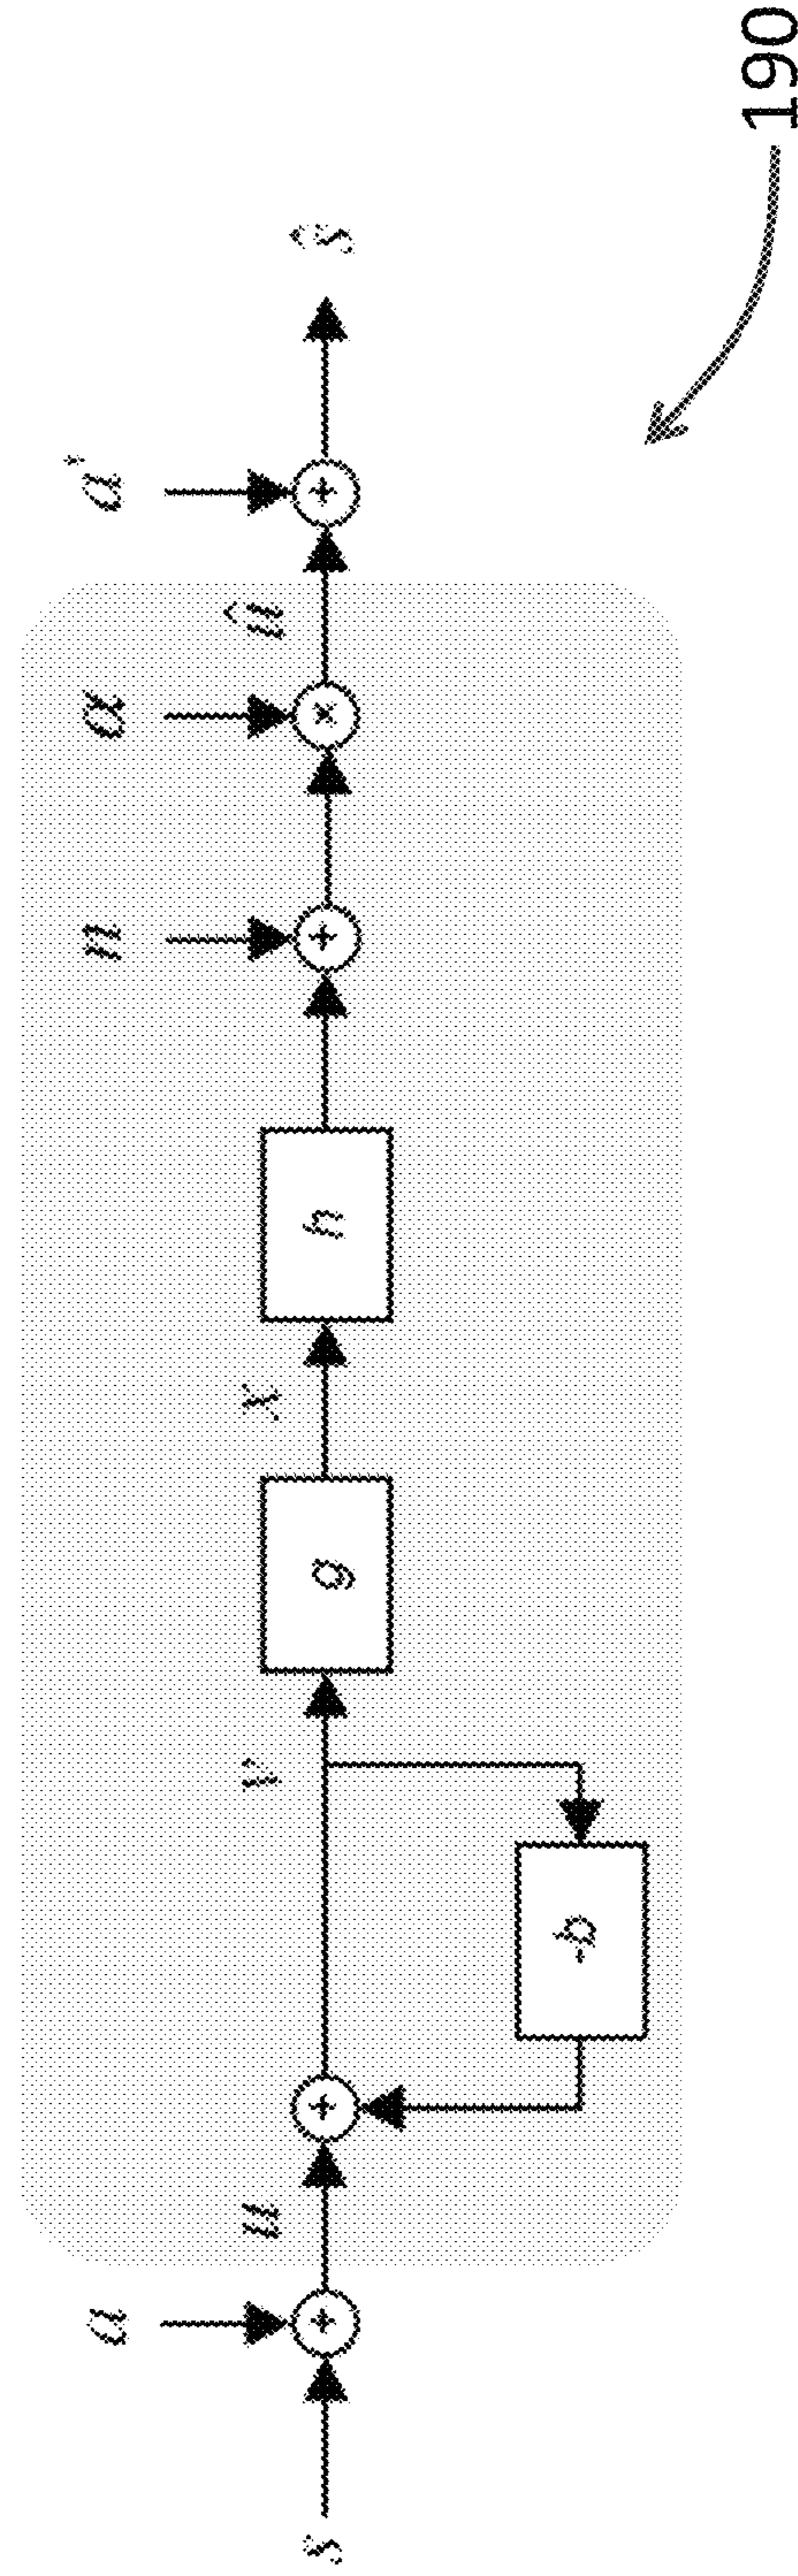 a n α a*
u v x û
s + + g h + × + ŝ
-b
190